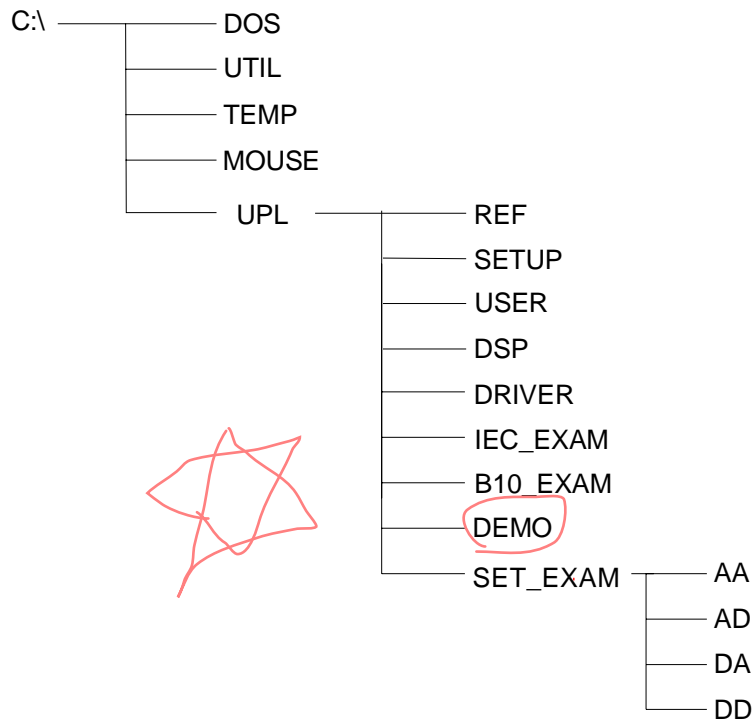 C:\ DOS
UTIL
TEMP
MOUSE
UPL REF
SETUP
USER
DSP
DRIVER
IEC_EXAM
B10_EXAM
DEMO
SET_EXAM AA
AD
DA
DD